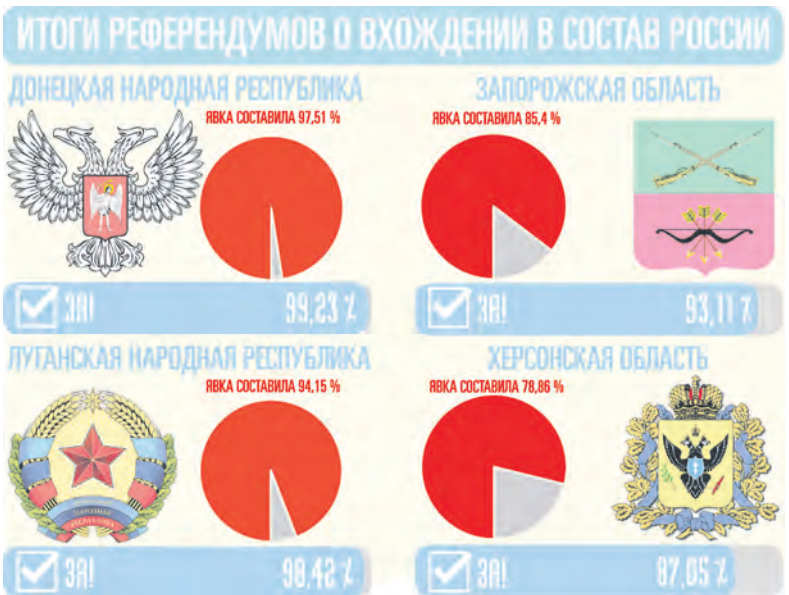 ИТОГИ РЕФЕРЕНДУМОВ О ВХОЖДЕНИИ В СОСТАВ РОССИИ
ДОНЕЦКАЯ НАРОДНАЯ РЕСПУБЛИКА
ЯВКА СОСТАВИЛА 97,51 %
ЗА! 99,23 %
ЗАПОРОЖСКАЯ ОБЛАСТЬ
ЯВКА СОСТАВИЛА 85,4 %
ЗА! 93,11 %
ЛУГАНСКАЯ НАРОДНАЯ РЕСПУБЛИКА
ЯВКА СОСТАВИЛА 94,15 %
НАРОДНАЯ
РЕСПУБЛИКА
ЗА! 98,42 %
ХЕРСОНСКАЯ ОБЛАСТЬ
ЯВКА СОСТАВИЛА 78,86 %
ЗА! 87,05 %